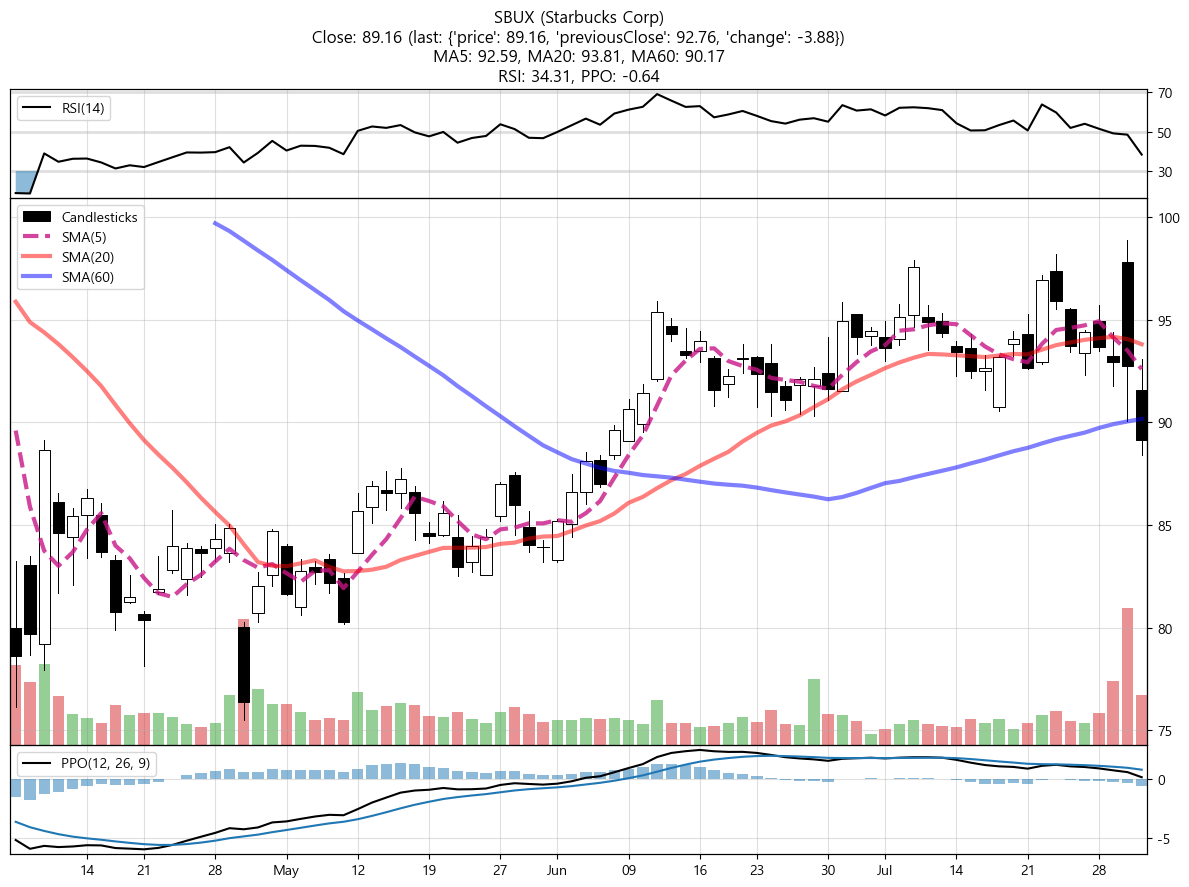 SBUX (Starbucks Corp)
Close: 89.16 (last: {'price': 89.16, 'previousClose': 92.76, 'change': -3.88})
MA5: 92.59, MA20: 93.81, MA60: 90.17
RSI: 34.31, PPO: -0.64
RSI(14)
70
50
30
Candlesticks
SMA(5)
SMA(20)
SMA(60)
100
95
90
85
80
75
PPO(12, 26, 9)
0
-5
14 21 28 May 12 19 27 Jun 09 16 23 30 Jul 14 21 28